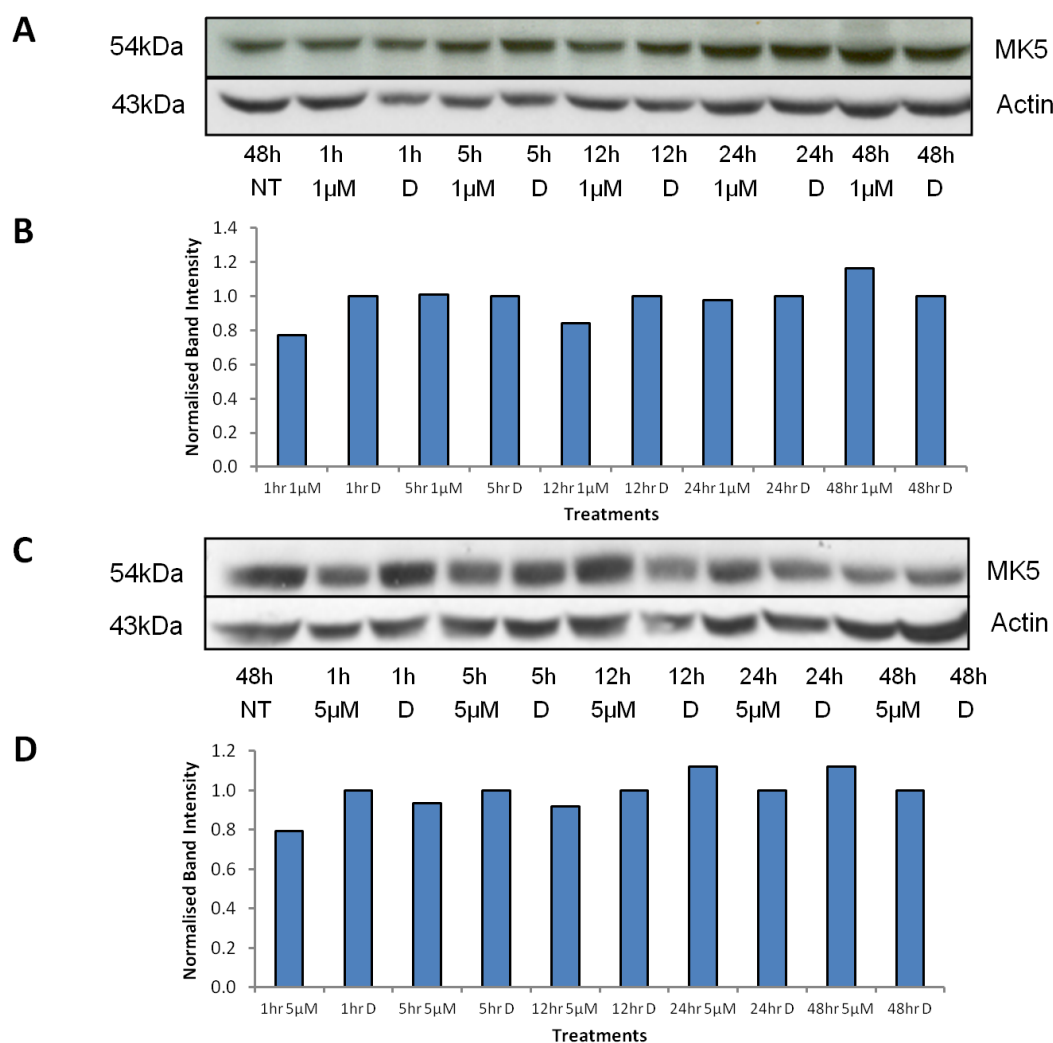 A
54kDa MK5
43kDa Actin
48h 1h 1h 5h 5h 12h 12h 24h 24h 48h 48h
NT 1µM D 1µM D 1µM D 1µM D 1µM D
B
Normalised Band Intensity
1.4
1.2
1.0
0.8
0.6
0.4
0.2
0.0
1hr 1µM 1hr D 5hr 1µM 5hr D 12hr 1µM 12hr D 24hr 1µM 24hr D 48hr 1µM 48hr D
Treatments
C
54kDa MK5
43kDa Actin
48h 1h 1h 5h 5h 12h 12h 24h 24h 48h 48h
NT 5µM D 5µM D 5µM D 5µM D 5µM D
D
Normalised Band Intensity
1.2
1.0
0.8
0.6
0.4
0.2
0.0
1hr 5µM 1hr D 5hr 5µM 5hr D 12hr 5µM 12hr D 24hr 5µM 24hr D 48hr 5µM 48hr D
Treatments